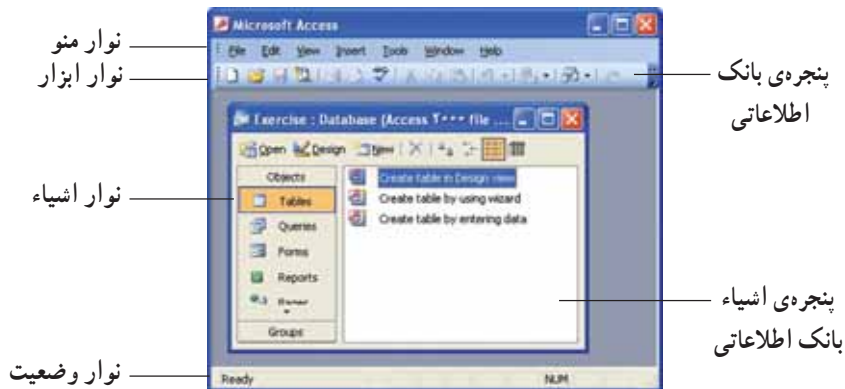 Microsoft Access
نوار منو
File Edit View Insert Tools Window Help
نوار ابزار
پنجره‌ی بانک
اطلاعاتی
Exercise : Database (Access 2000 file ...
Open Design New
نوار اشیاء
Objects
Tables
Queries
Forms
Reports
Groups
Create table in Design view
Create table by using wizard
Create table by entering data
پنجره‌ی اشیاء
بانک اطلاعاتی
نوار وضعیت
Ready NUM